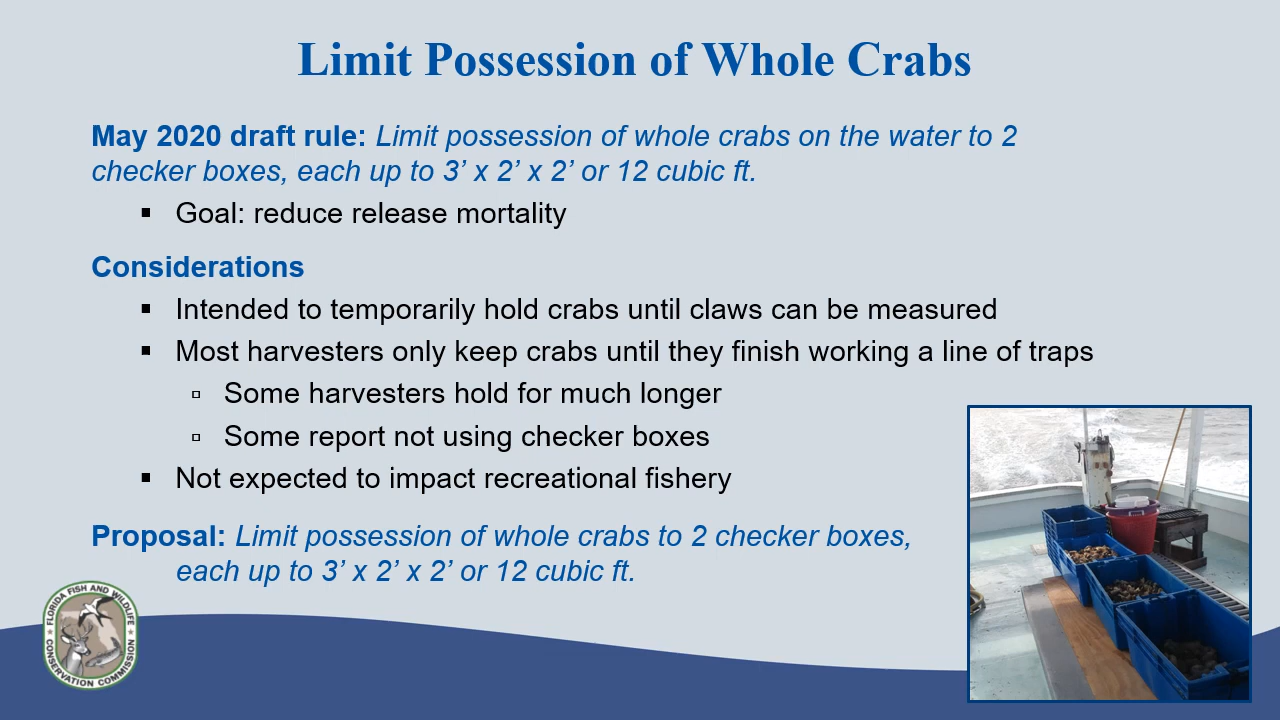 Limit Possession of Whole Crabs
May 2020 draft rule: Limit possession of whole crabs on the water to 2
checker boxes, each up to 3’ x 2’ x 2’ or 12 cubic ft.
▪ Goal: reduce release mortality
Considerations
▪ Intended to temporarily hold crabs until claws can be measured
▪ Most harvesters only keep crabs until they finish working a line of traps
▫ Some harvesters hold for much longer
▫ Some report not using checker boxes
▪ Not expected to impact recreational fishery
Proposal: Limit possession of whole crabs to 2 checker boxes,
each up to 3’ x 2’ x 2’ or 12 cubic ft.
FLORIDA FISH AND WILDLIFE
CONSERVATION COMMISSION